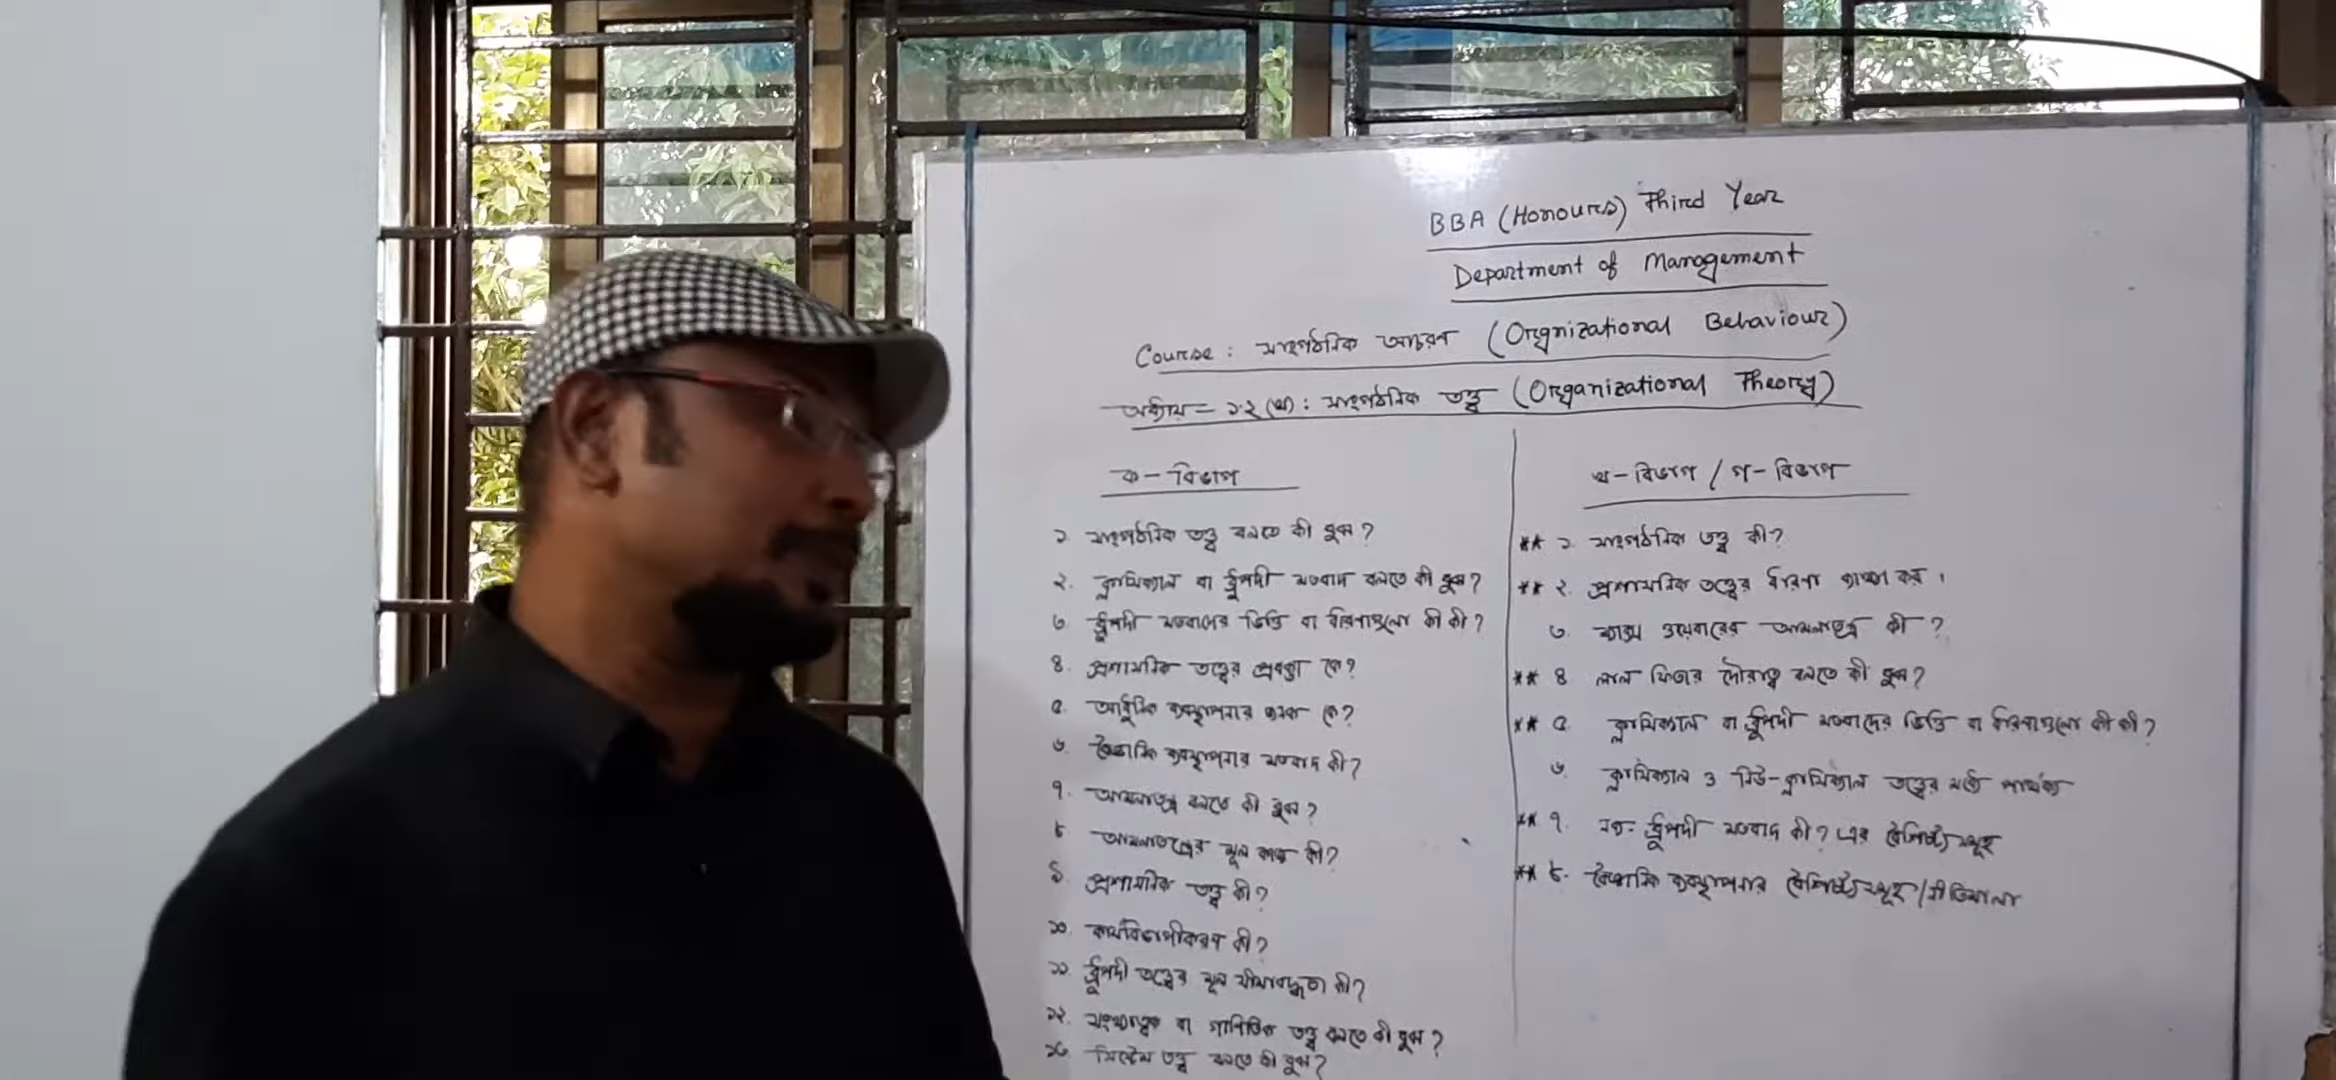 BBA (Honours) Third Year
Department of Management
Course : সাংগঠনিক আচরণ (Orgnizational Behaviour)
অধ্যায় - ১২ (খ) : সাংগঠনিক তত্ত্ব (Organizational Theory)
ক - বিভাগ
১. সাংগঠনিক তত্ত্ব বলতে কী বুঝ?
২. ক্লাসিক্যাল বা ধ্রুপদী মতবাদ বলতে কী বুঝ?
৩ ধ্রুপদী মতবাদের ভিত্তি বা ধারণাগুলো কী কী?
৪. প্রশাসনিক তত্ত্বের প্রবক্তা কে?
৫. আধুনিক ব্যবস্থাপনার জনক কে?
৬. বৈজ্ঞানিক ব্যবস্থাপনার মতবাদ কী?
৭. আমলাতন্ত্র বলতে কী বুঝ?
৮ আমলাতন্ত্রের মূল কাজ কী?
৯. প্রশাসনিক তত্ত্ব কী?
১০. কার্যবিভাগীকরণ কী?
১১. ধ্রুপদী তত্ত্বের মূল সীমাবদ্ধতা কী?
১২. সংখ্যাত্মক বা গাণিতিক তত্ত্ব বলতে কী বুঝ?
১৩ সিস্টেম তত্ত্ব বলতে কী বুঝ?
খ - বিভাগ / গ - বিভাগ
** ১. সাংগঠনিক তত্ত্ব কী?
** ২. প্রশাসনিক তত্ত্বের ধারণা ব্যাখ্যা কর।
৩. ম্যাক্স ওয়েবারের আমলাতন্ত্র কী?
** ৪ লাল ফিতার দৌরাত্ম্য বলতে কী বুঝ?
** ৫ ক্লাসিক্যাল বা ধ্রুপদী মতবাদের ভিত্তি বা ধারণাগুলো কী কী?
৬. ক্লাসিক্যাল ও নিউ-ক্লাসিক্যাল তত্ত্বের মধ্যে পার্থক্য
** ৭. নব্য- ধ্রুপদী মতবাদ কী? এর বৈশিষ্ট্যসমূহ
** ৮. বৈজ্ঞানিক ব্যবস্থাপনার বৈশিষ্ট্যসমূহ/নীতিমালা